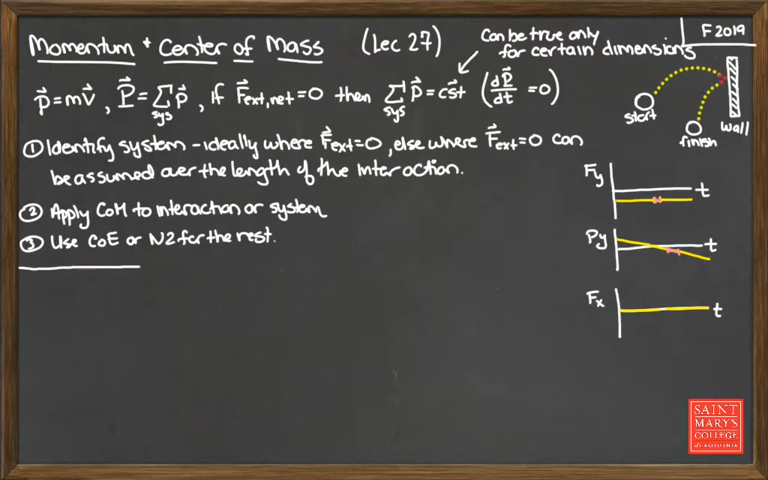 Momentum + Center of Mass (Lec 27)
Can be true only
for certain dimensions
F 2019
p⃗=mv⃗, P⃗=∑sys p⃗, if F⃗ext,net=0 then ∑sys p⃗=cst (dP⃗/dt =0)
start
finish
wall
① Identify system - ideally where F⃗ext=0, else where F⃗ext=0 can
be assumed over the length of the interaction.
② Apply CoM to interaction or system
③ Use CoE or N2 for the rest.
Fy t
Py t
Fx t
SAINT
MARY'S
COLLEGE
of CALIFORNIA